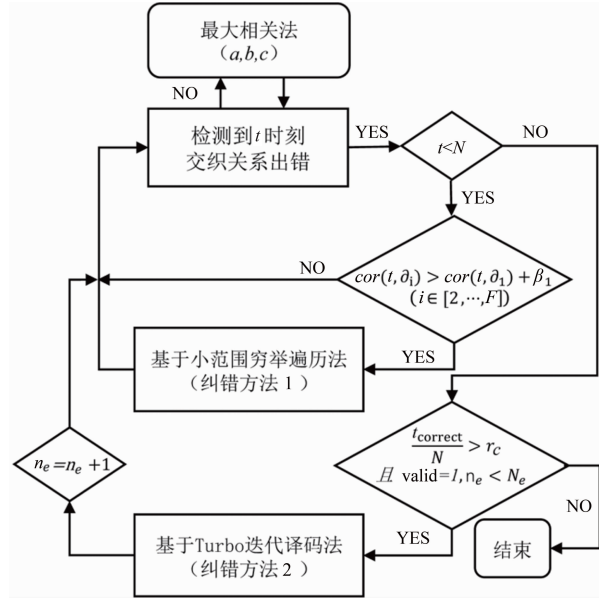 最大相关法
（a,b,c）
NO
检测到t时刻
交织关系出错
YES
t<N
NO
YES
NO
cor(t,∂i) > cor(t,∂1) + β1
(i∈[2,⋯,F])
YES
基于小范围穷举遍历法
（纠错方法 1 ）
tcorrect/N > rC
且 valid=1,ne < Ne
ne=ne +1
NO
YES
基于Turbo迭代译码法
（纠错方法 2 ）
结束